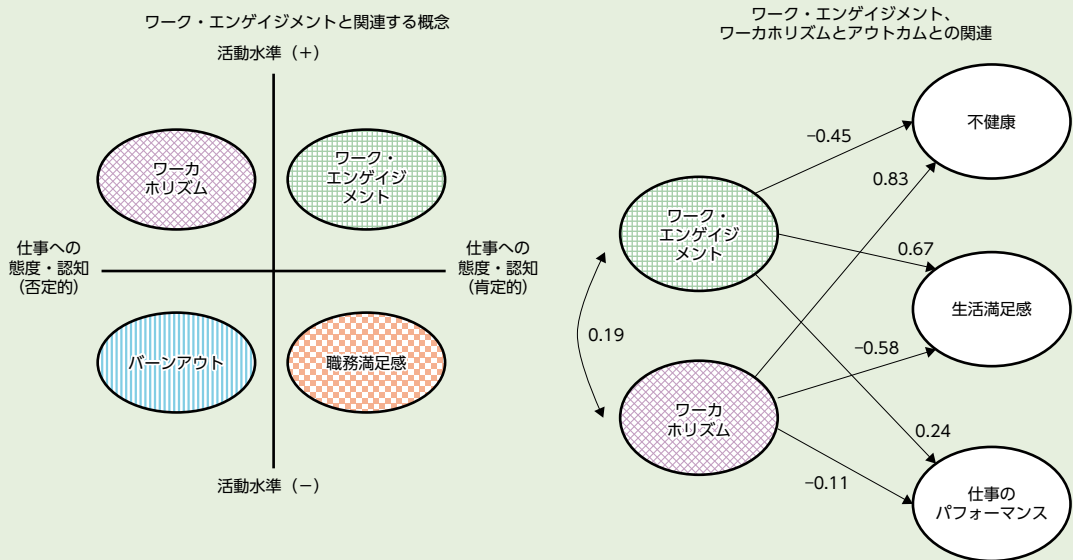 ワーク・エンゲイジメントと関連する概念
活動水準（+）
ワーカ
ホリズム
ワーク・
エンゲイジ
メント
仕事への
態度・認知
（否定的）
仕事への
態度・認知
（肯定的）
バーンアウト
職務満足感
活動水準（−）
ワーク・エンゲイジメント、
ワーカホリズムとアウトカムとの関連
不健康
−0.45
0.83
ワーク・
エンゲイジ
メント
0.67
生活満足感
0.19
−0.58
ワーカ
ホリズム
0.24
−0.11
仕事の
パフォーマンス